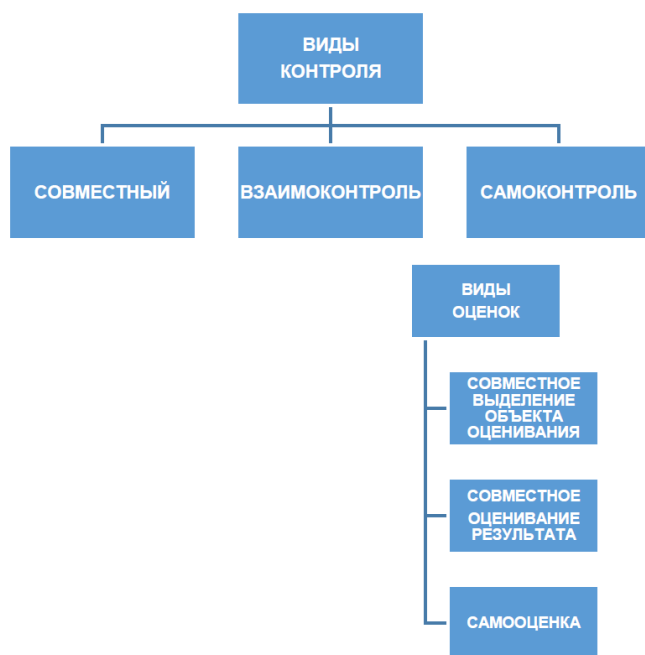 ВИДЫ
КОНТРОЛЯ
СОВМЕСТНЫЙ
ВЗАИМОКОНТРОЛЬ
САМОКОНТРОЛЬ
ВИДЫ
ОЦЕНОК
СОВМЕСТНОЕ
ВЫДЕЛЕНИЕ
ОБЪЕКТА
ОЦЕНИВАНИЯ
СОВМЕСТНОЕ
ОЦЕНИВАНИЕ
РЕЗУЛЬТАТА
САМООЦЕНКА